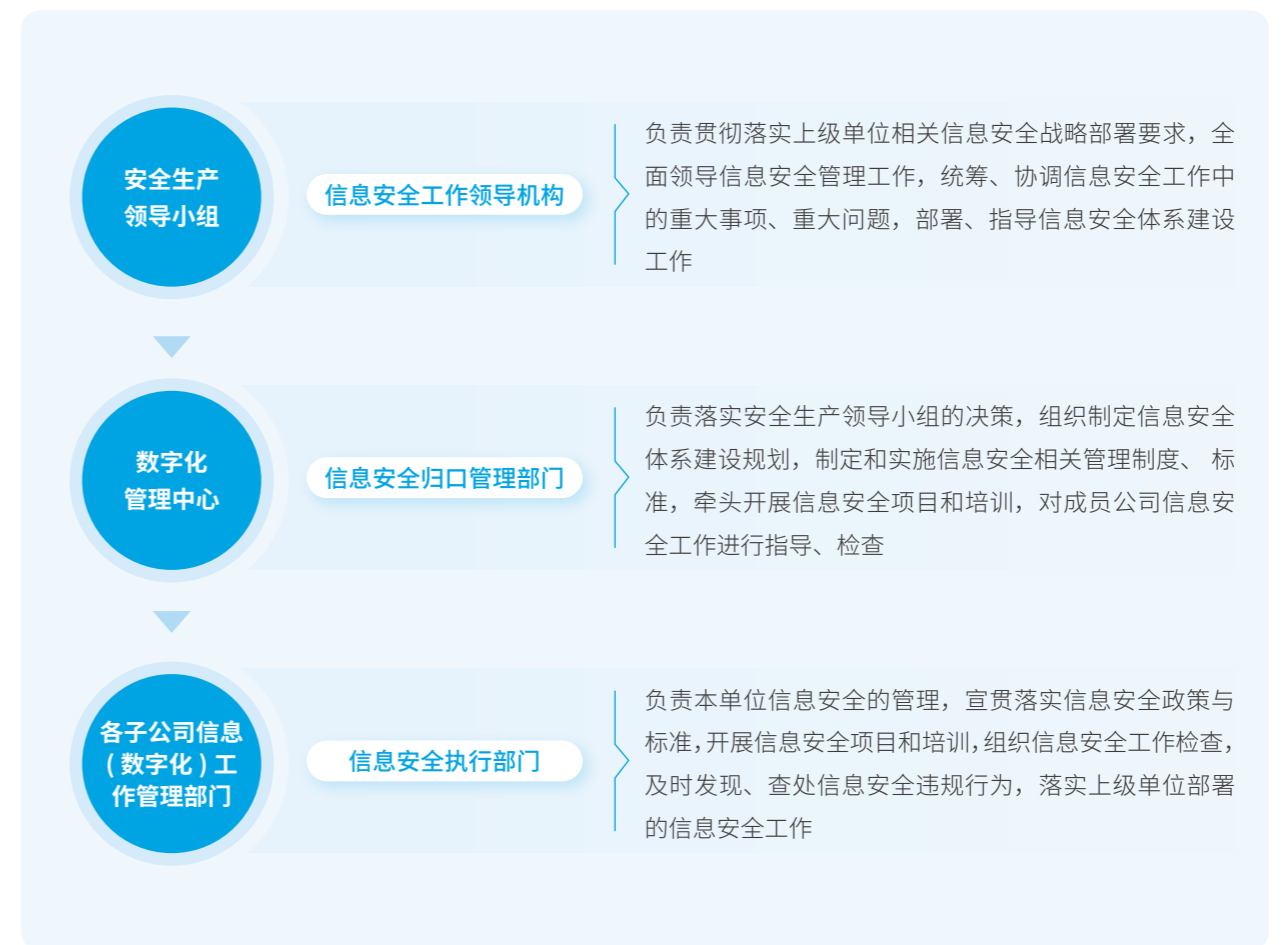 安全生产
领导小组
信息安全工作领导机构
负责贯彻落实上级单位相关信息安全战略部署要求，全
面领导信息安全管理工作，统筹、协调信息安全工作中
的重大事项、重大问题，部署、指导信息安全体系建设
工作
数字化
管理中心
信息安全归口管理部门
负责落实安全生产领导小组的决策，组织制定信息安全
体系建设规划，制定和实施信息安全相关管理制度、 标
准，牵头开展信息安全项目和培训，对成员公司信息安
全工作进行指导、检查
各子公司信息
( 数字化 ) 工
作管理部门
信息安全执行部门
负责本单位信息安全的管理，宣贯落实信息安全政策与
标准，开展信息安全项目和培训，组织信息安全工作检查，
及时发现、查处信息安全违规行为，落实上级单位部署
的信息安全工作